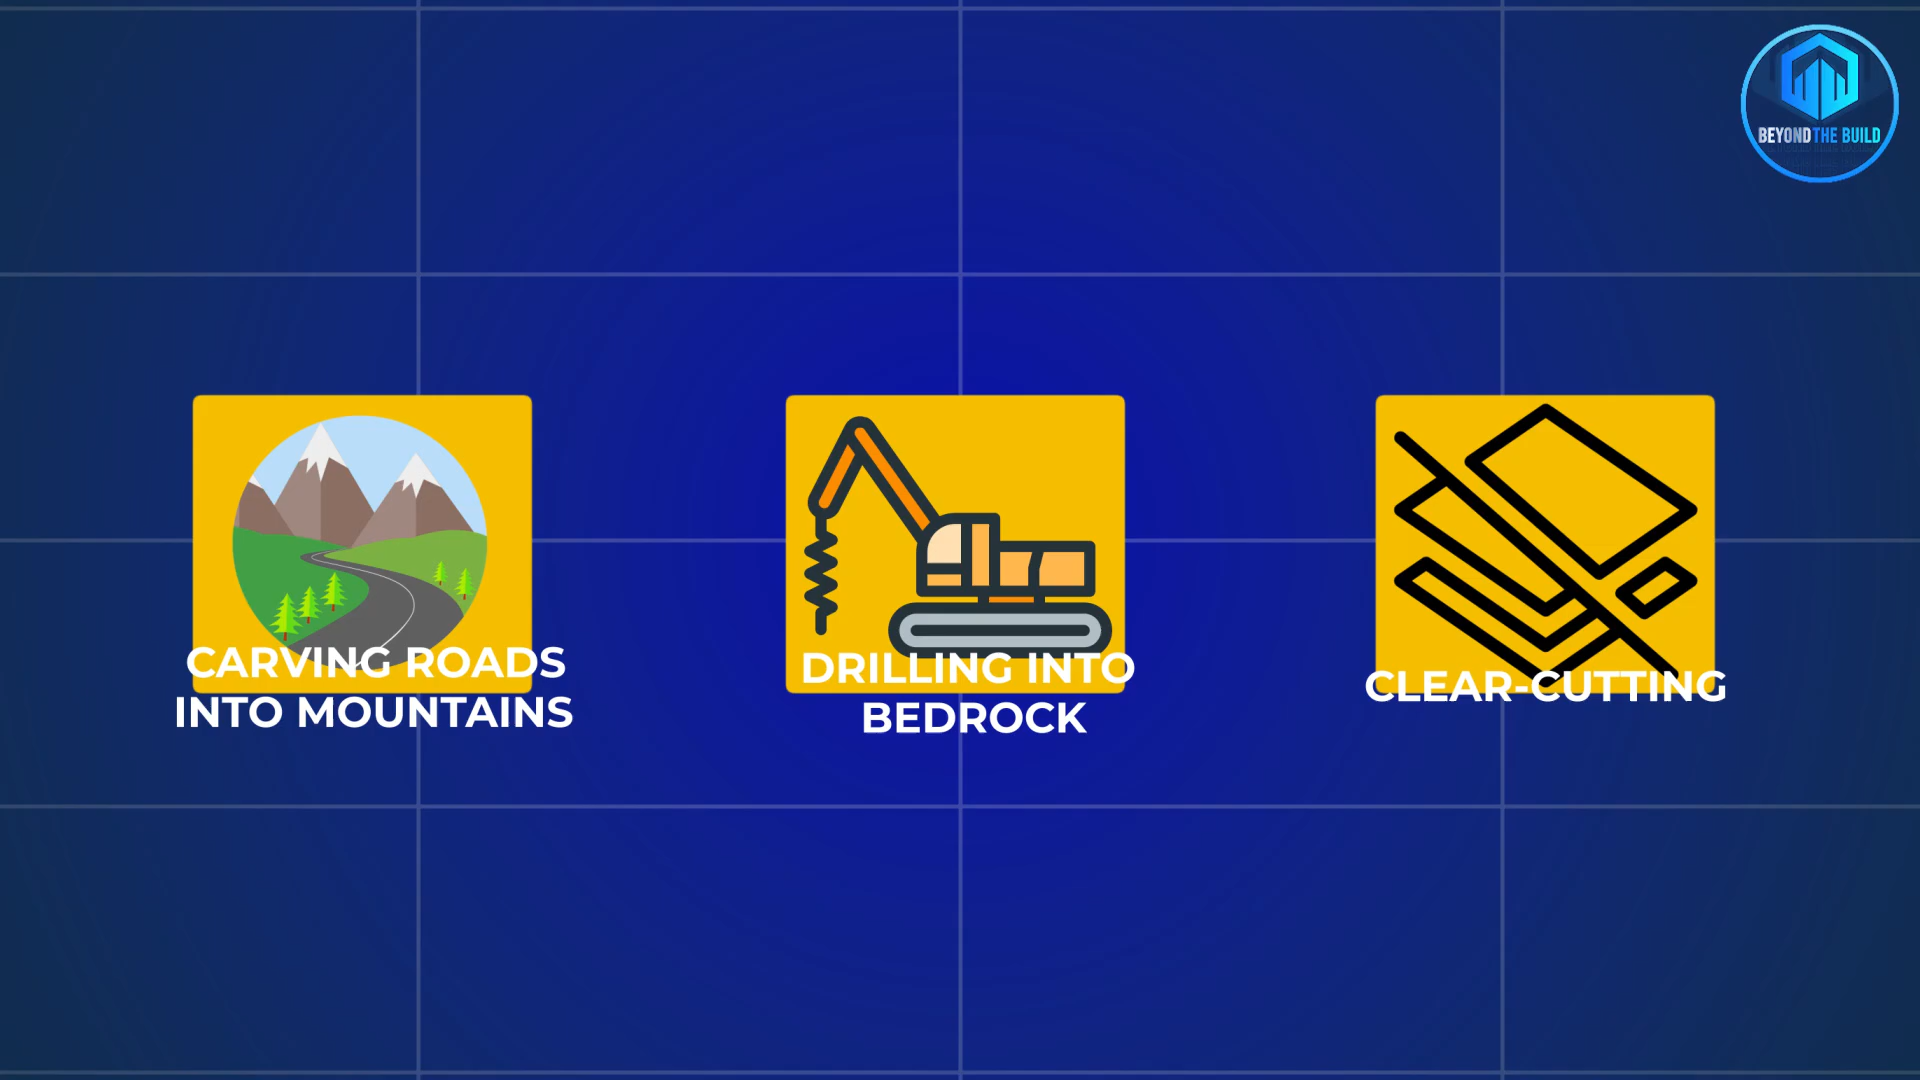 BEYOND THE BUILD
CARVING ROADS
INTO MOUNTAINS
DRILLING INTO
BEDROCK
CLEAR-CUTTING